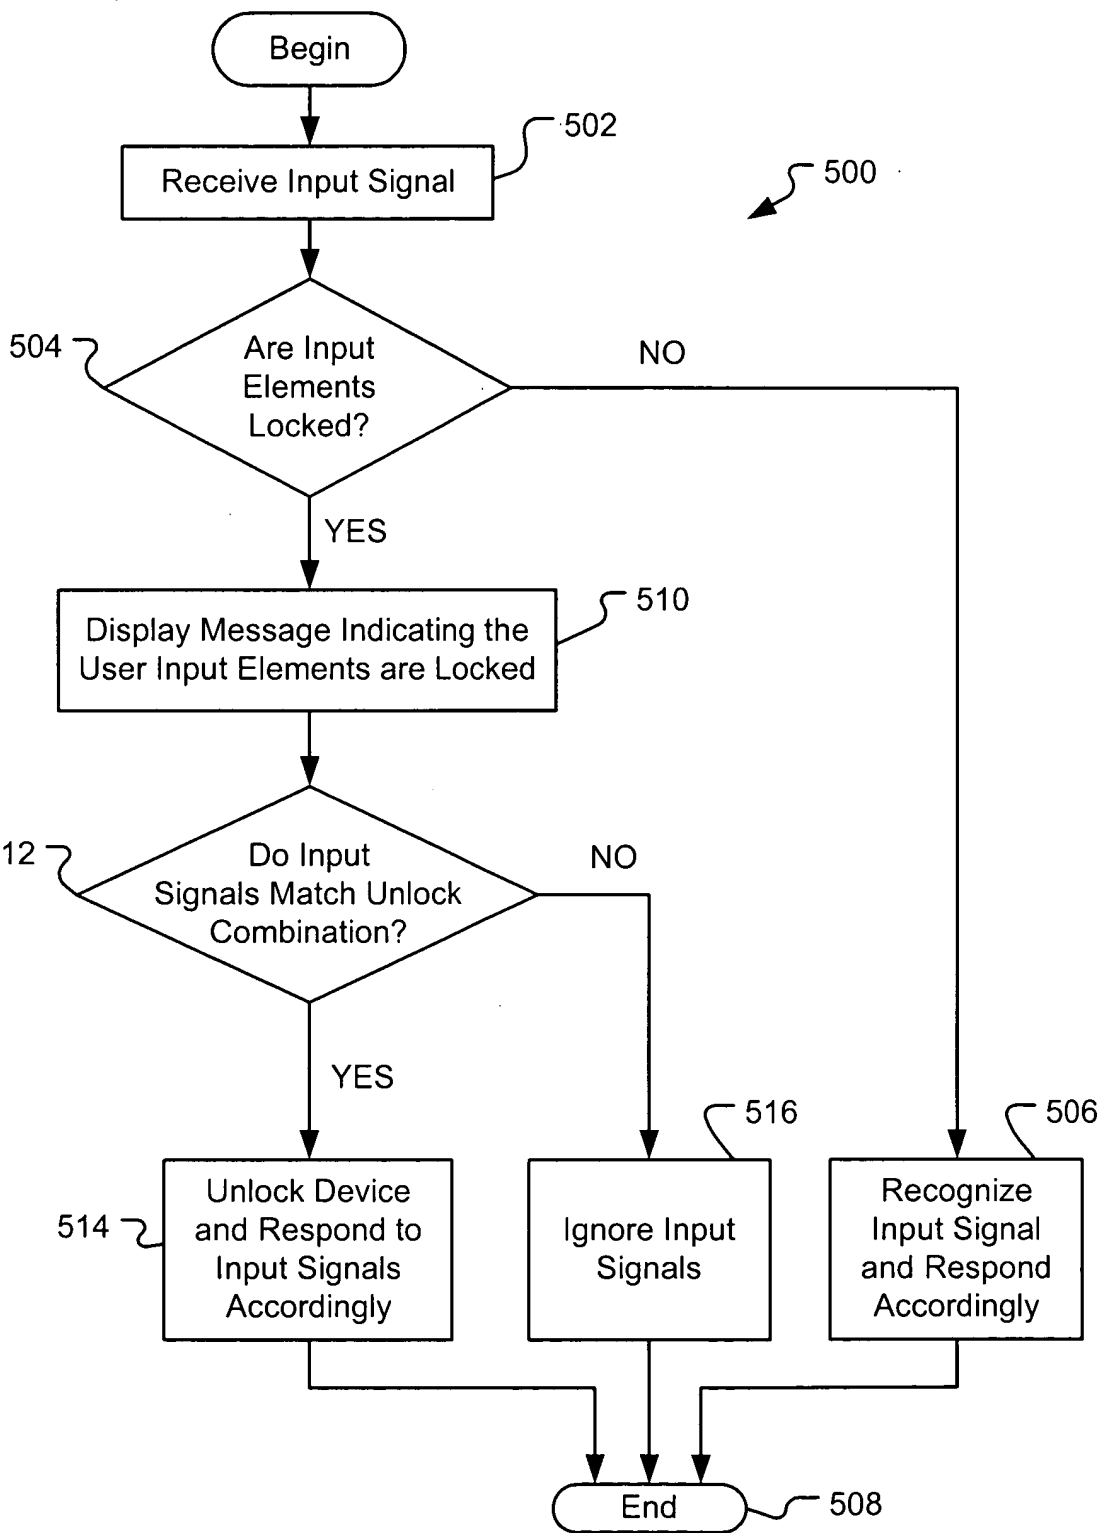 Begin
502
Receive Input Signal
500
504
Are Input
Elements
Locked?
NO
YES
510
Display Message Indicating the
User Input Elements are Locked
12
Do Input
Signals Match Unlock
Combination?
NO
YES
516
506
514
Unlock Device
and Respond to
Input Signals
Accordingly
Ignore Input
Signals
Recognize
Input Signal
and Respond
Accordingly
End
508